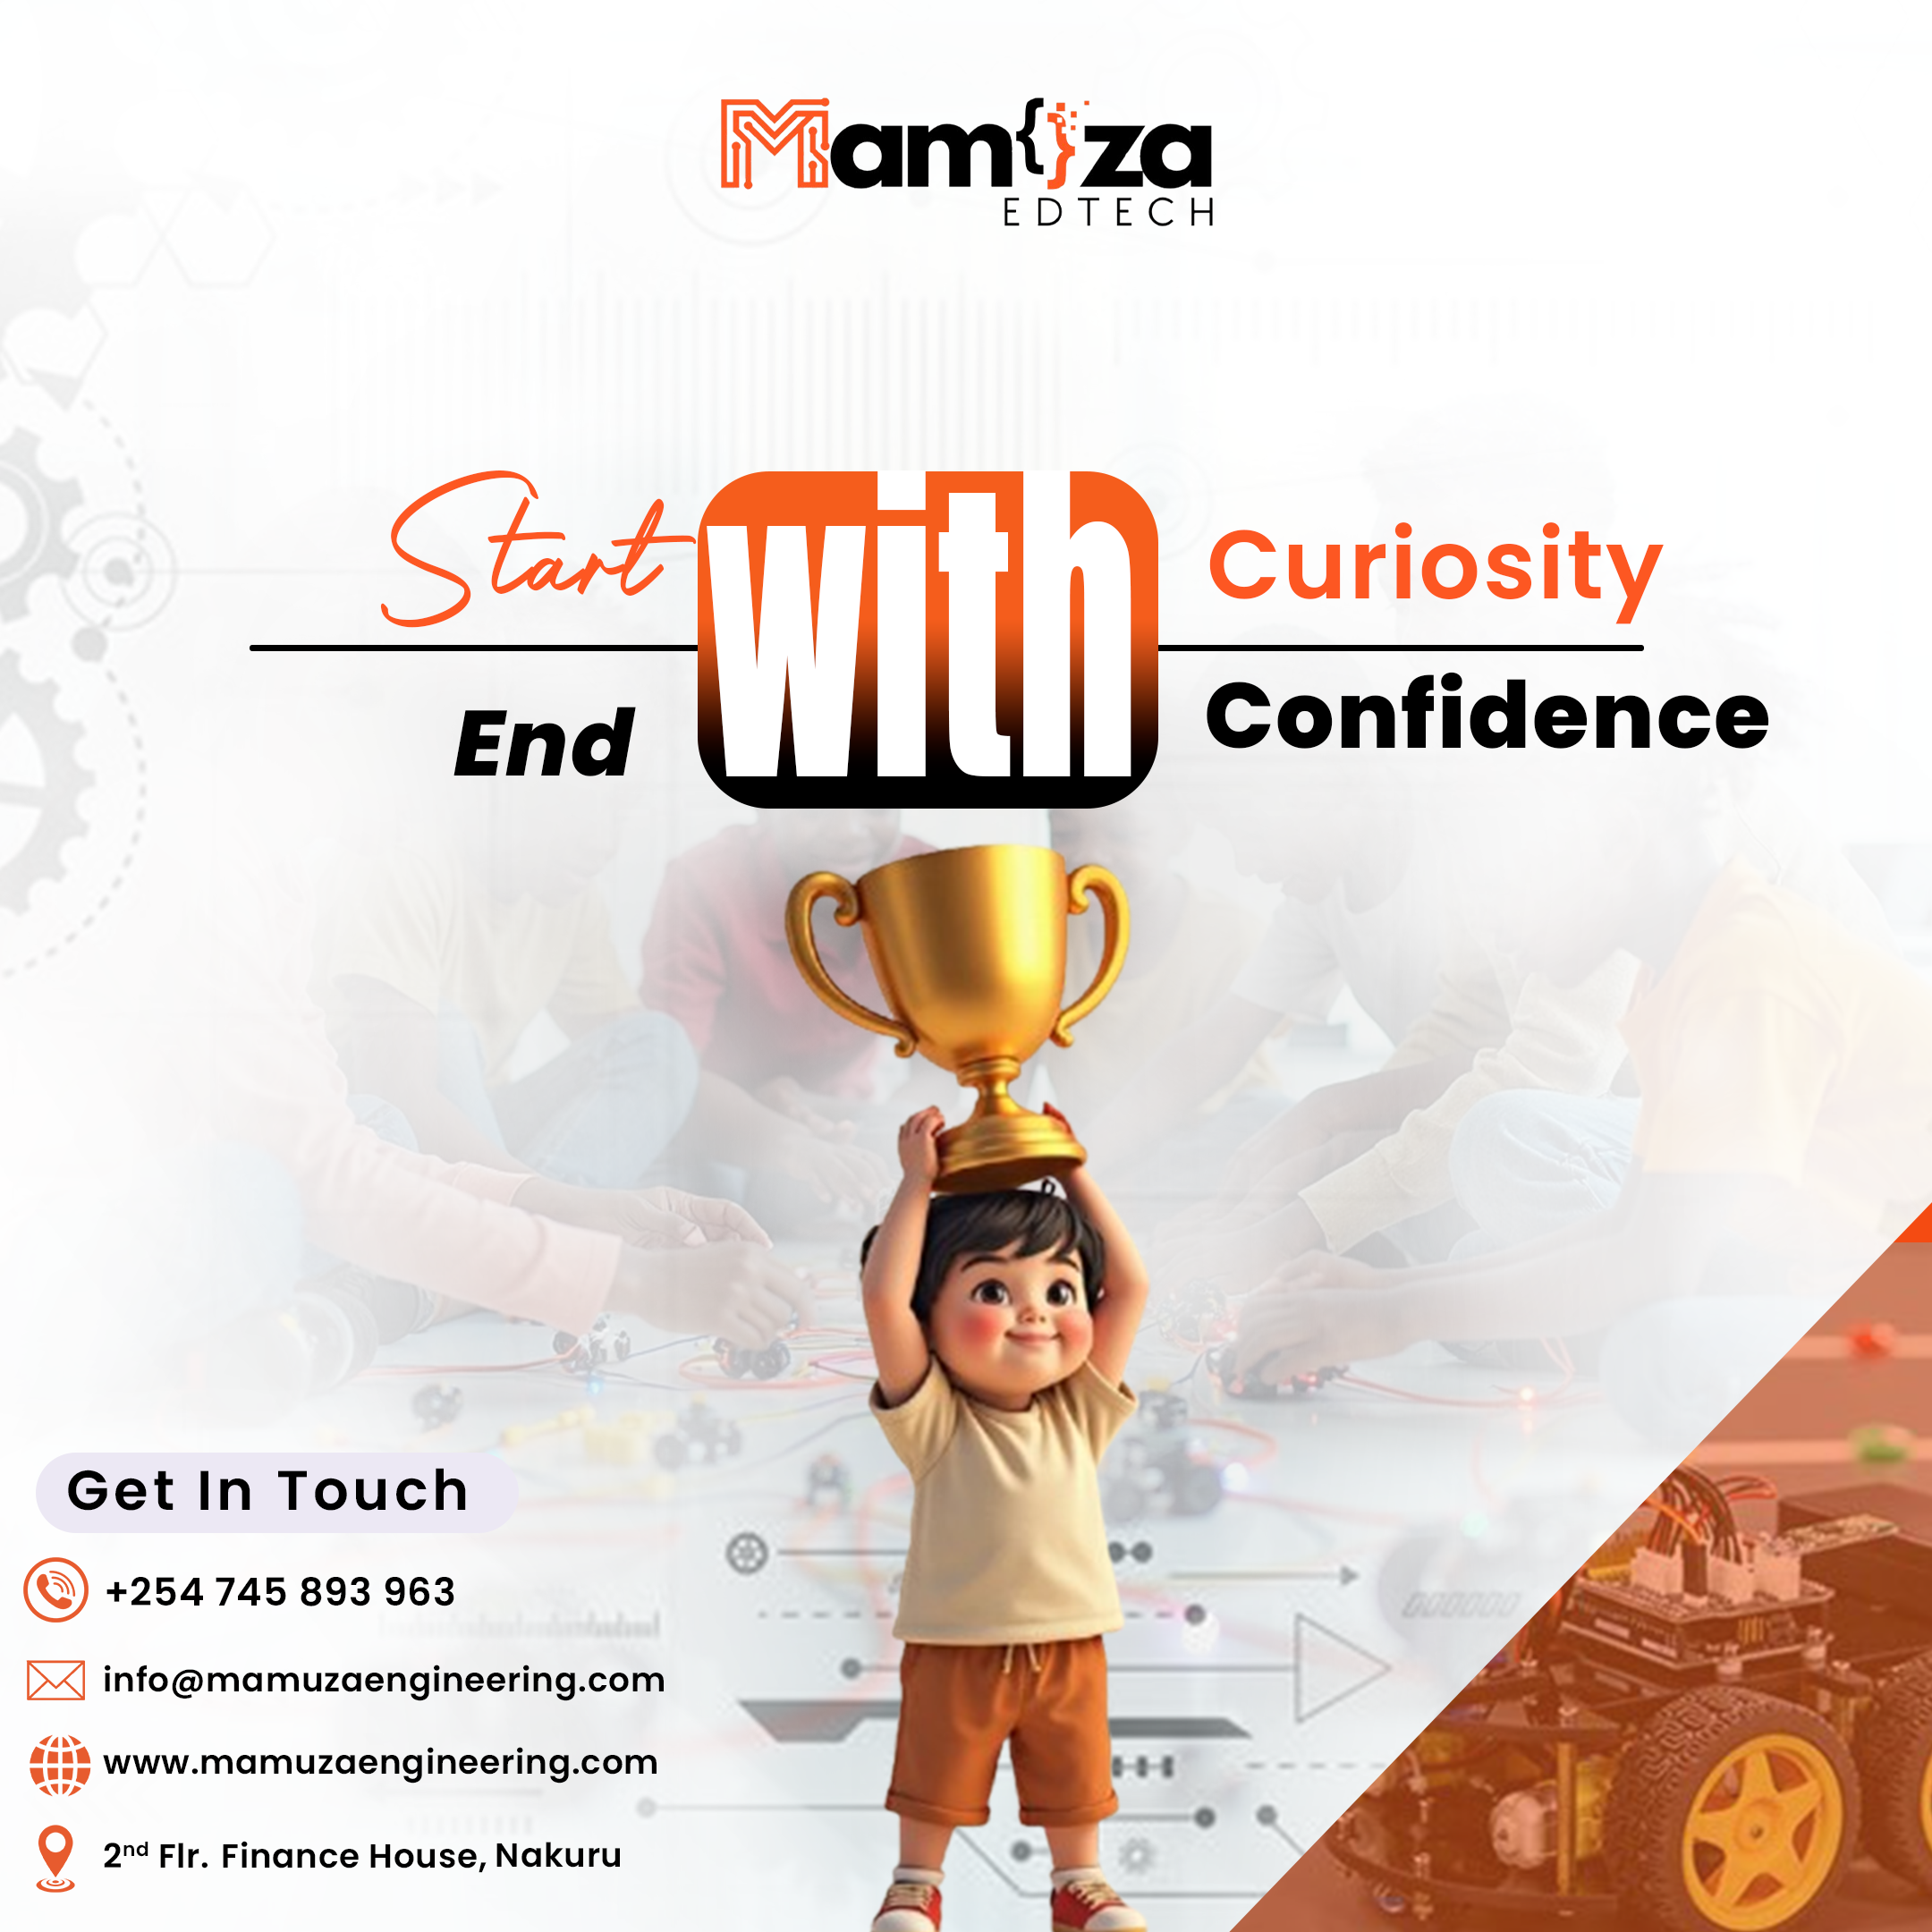 Mam{}za
EDTECH
Start with Curiosity
End Confidence
Get In Touch
+254 745 893 963
info@mamuzaengineering.com
www.mamuzaengineering.com
2nd Flr. Finance House, Nakuru